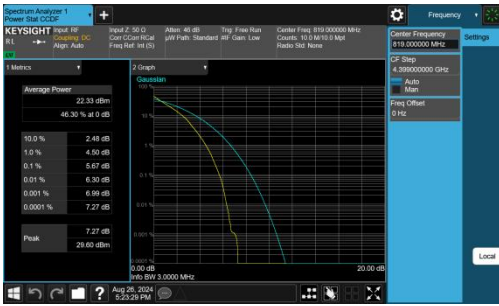 Spectrum Analyzer 1
Power Stat CCDF
Frequency
KEYSIGHT
Input: RF
Input Z: 50 Ω
Atten: 46 dB
Trig: Free Run
Center Freq: 819.000000 MHz
RL
Coupling: DC
Corr CCorr RCal
µW Path: Standard
#IF Gain: Low
Counts: 10.0 M/10.0 Mpt
Align: Auto
Freq Ref: Int (S)
Radio Std: None
Center Frequency
819.000000 MHz
Settings
CF Step
4.399000000 GHz
Auto
Man
Freq Offset
0 Hz
1 Metrics
2 Graph
Gaussian
Average Power
22.33 dBm
46.30 % at 0 dB
10.0 % 2.48 dB
1.0 % 4.50 dB
0.1 % 5.67 dB
0.01 % 6.30 dB
0.001 % 6.99 dB
0.0001 % 7.27 dB
Peak
7.27 dB
29.60 dBm
100 %
10 %
1 %
0.1 %
0.01 %
0.001 %
0.0001 %
0.00 dB
20.00 dB
Info BW 3.0000 MHz
Local
Aug 26, 2024
5:23:29 PM